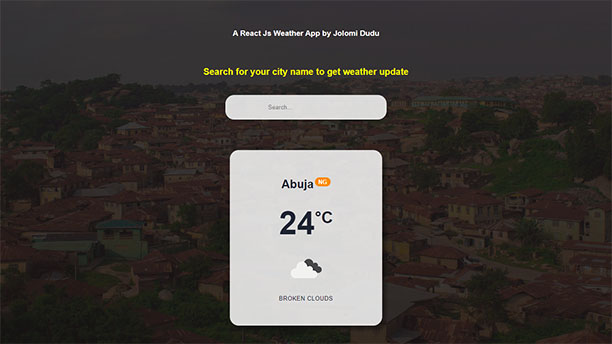 A React Js Weather App by Jolomi Dudu
Search for your city name to get weather update
Search...
Abuja NG
24°C
BROKEN CLOUDS